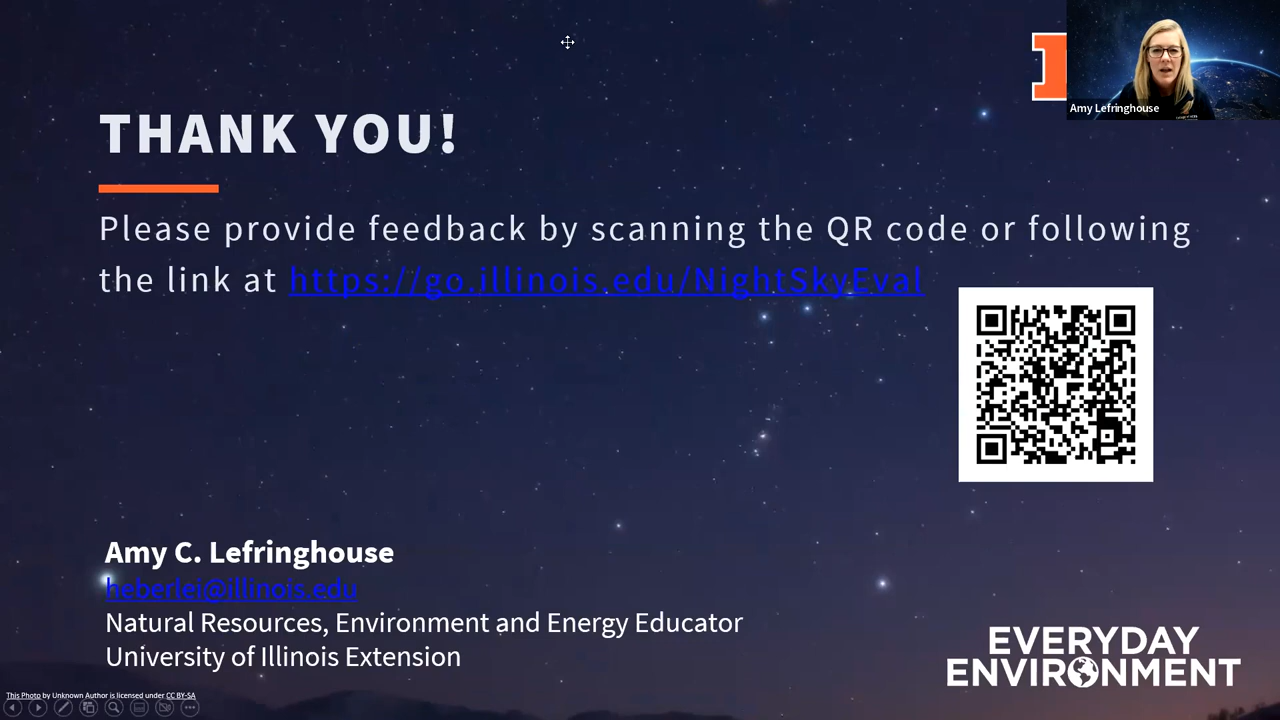 Amy Lefringhouse
THANK YOU!
Please provide feedback by scanning the QR code or following
the link at https://go.illinois.edu/NightSkyEval
Amy C. Lefringhouse
heberlei@illinois.edu
Natural Resources, Environment and Energy Educator
University of Illinois Extension
EVERYDAY
ENVIRONMENT
This Photo by Unknown Author is licensed under CC BY-SA